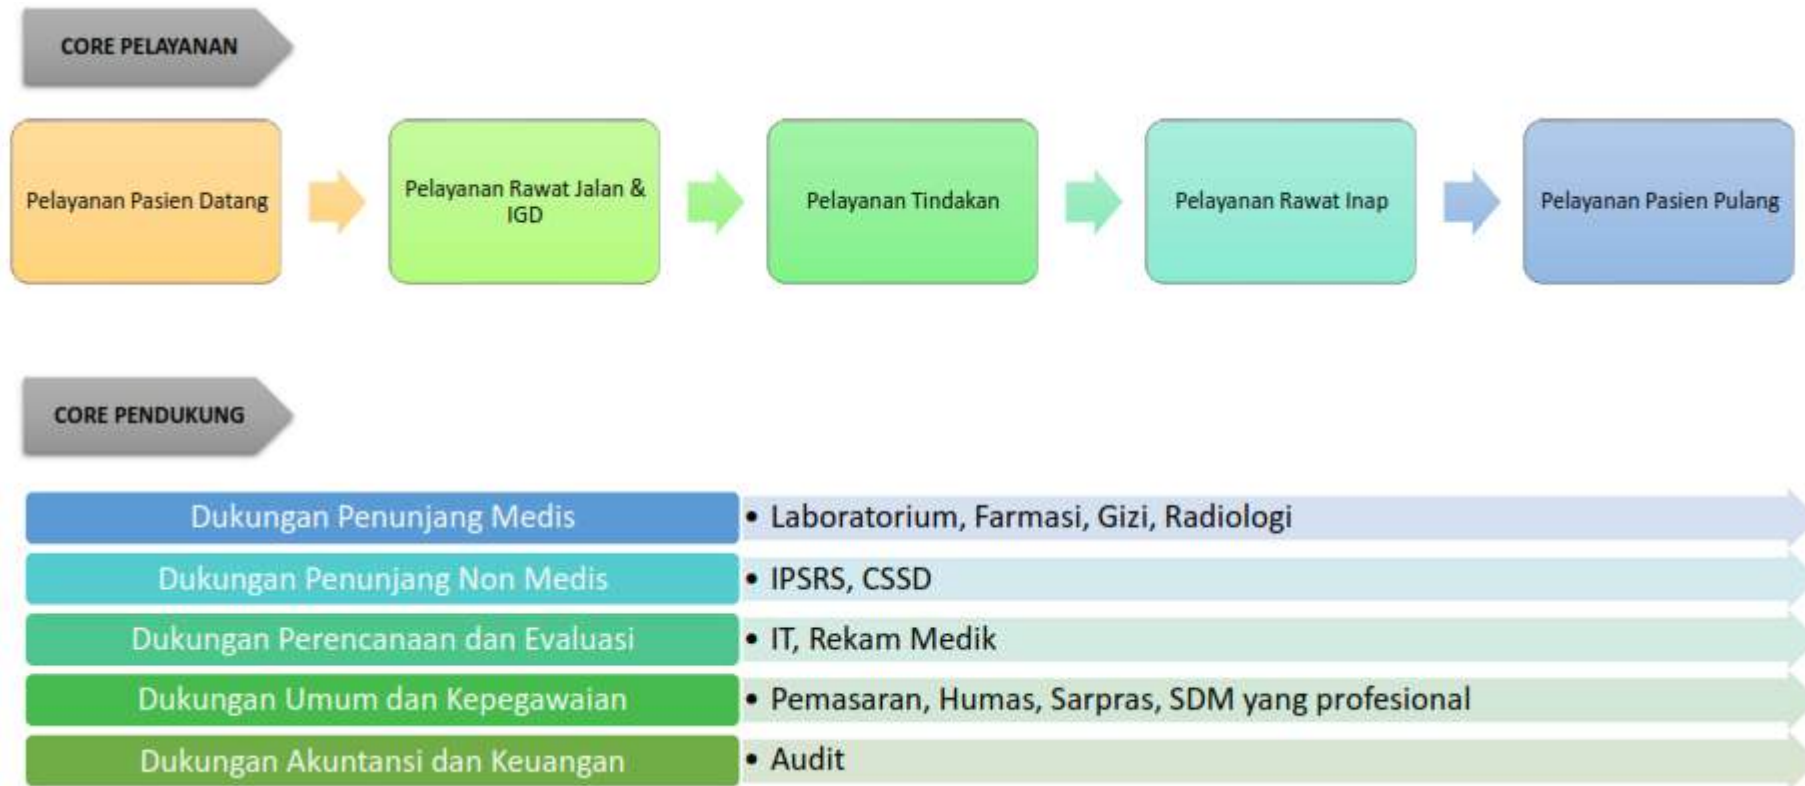 CORE PELAYANAN
Pelayanan Pasien Datang
Pelayanan Rawat Jalan &
IGD
Pelayanan Tindakan
Pelayanan Rawat Inap
Pelayanan Pasien Pulang
CORE PENDUKUNG
Dukungan Penunjang Medis
• Laboratorium, Farmasi, Gizi, Radiologi
Dukungan Penunjang Non Medis
• IPSRS, CSSD
Dukungan Perencanaan dan Evaluasi
• IT, Rekam Medik
Dukungan Umum dan Kepegawaian
• Pemasaran, Humas, Sarpras, SDM yang profesional
Dukungan Akuntansi dan Keuangan
• Audit